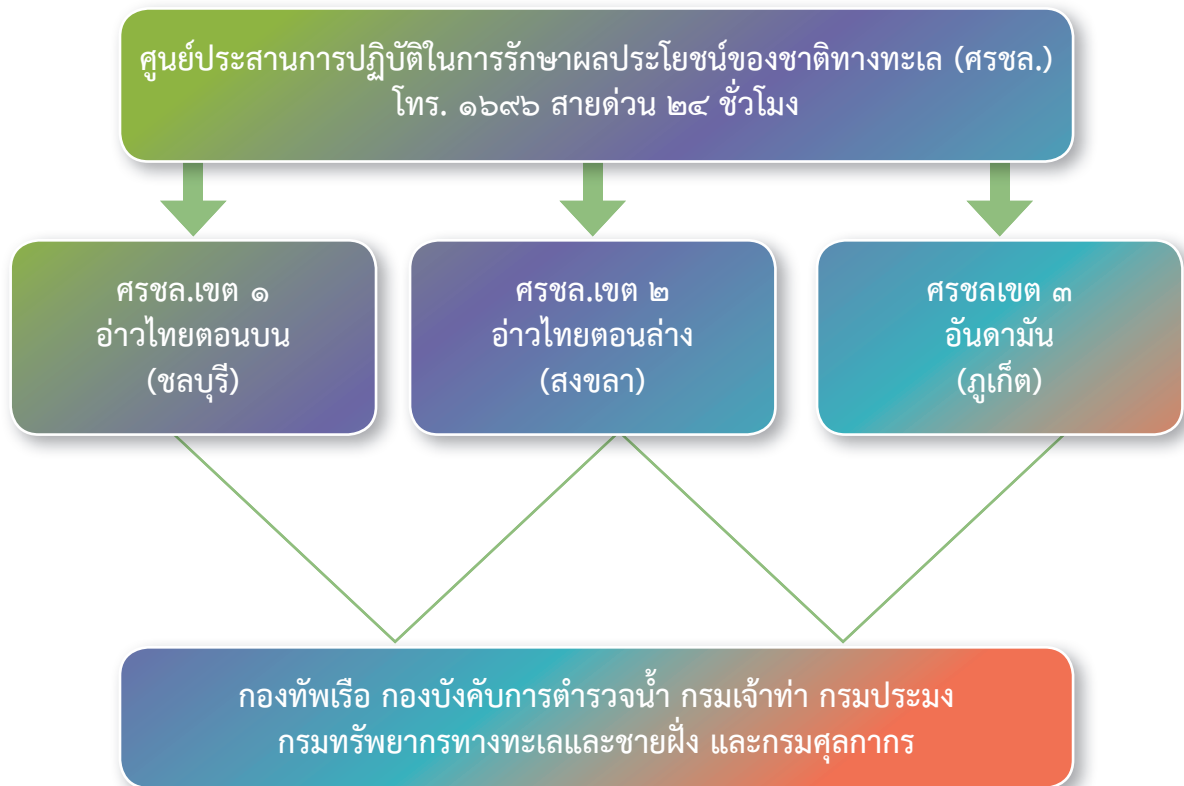 ศูนย์ประสานการปฏิบัติในการรักษาผลประโยชน์ของชาติทางทะเล (ศรชล.)
โทร. ๑๖๙๖ สายด่วน ๒๔ ชั่วโมง
ศรชล.เขต ๑
อ่าวไทยตอนบน
(ชลบุรี)
ศรชล.เขต ๒
อ่าวไทยตอนล่าง
(สงขลา)
ศรชลเขต ๓
อันดามัน
(ภูเก็ต)
กองทัพเรือ กองบังคับการตำรวจน้ำ กรมเจ้าท่า กรมประมง
กรมทรัพยากรทางทะเลและชายฝั่ง และกรมศุลกากร